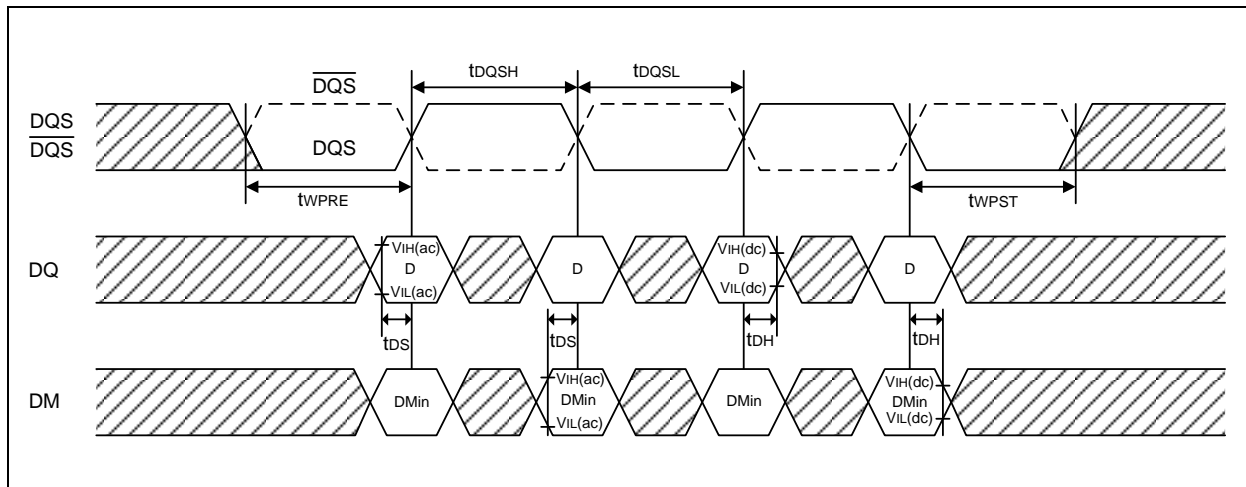 tDQSH
tDQSL
DQS
DQS
DQS
DQS
tWPRE
tWPST
DQ
VIH(ac)
D
VIL(ac)
D
VIH(dc)
D
VIL(dc)
D
tDS
tDS
tDH
tDH
DM
DMin
VIH(ac)
DMin
VIL(ac)
DMin
VIH(dc)
DMin
VIL(dc)